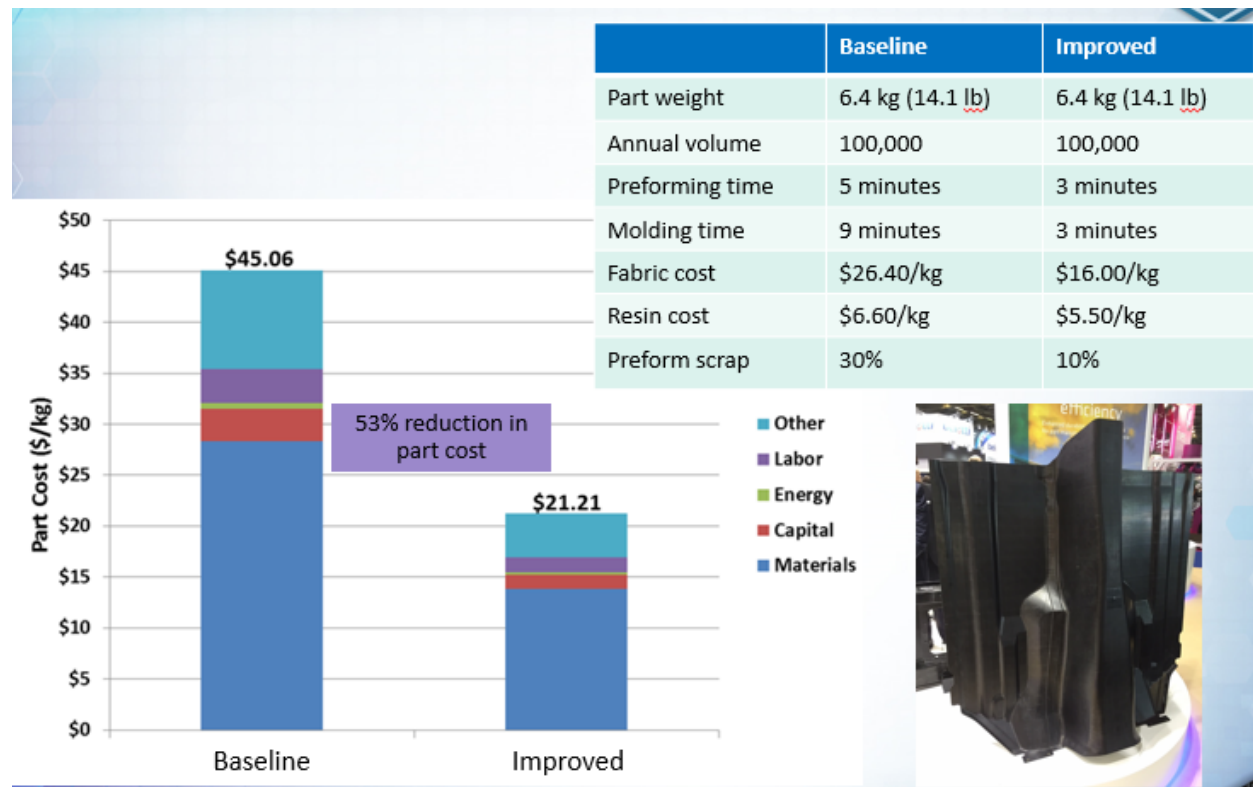 Baseline Improved
Part weight 6.4 kg (14.1 lb) 6.4 kg (14.1 lb)
Annual volume 100,000 100,000
Preforming time 5 minutes 3 minutes
Molding time 9 minutes 3 minutes
Fabric cost $26.40/kg $16.00/kg
Resin cost $6.60/kg $5.50/kg
Preform scrap 30% 10%
Part Cost ($/kg)
$50
$45
$40
$35
$30
$25
$20
$15
$10
$5
$0
$45.06
53% reduction in
part cost
$21.21
Baseline Improved
Other
Labor
Energy
Capital
Materials
efficiency